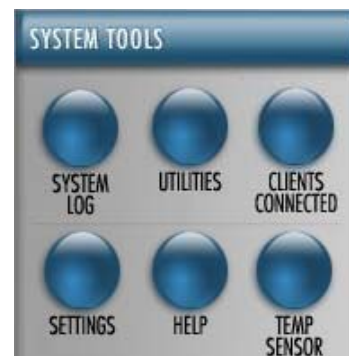 SYSTEM TOOLS
SYSTEM
LOG
UTILITIES
CLIENTS
CONNECTED
SETTINGS
HELP
TEMP
SENSOR